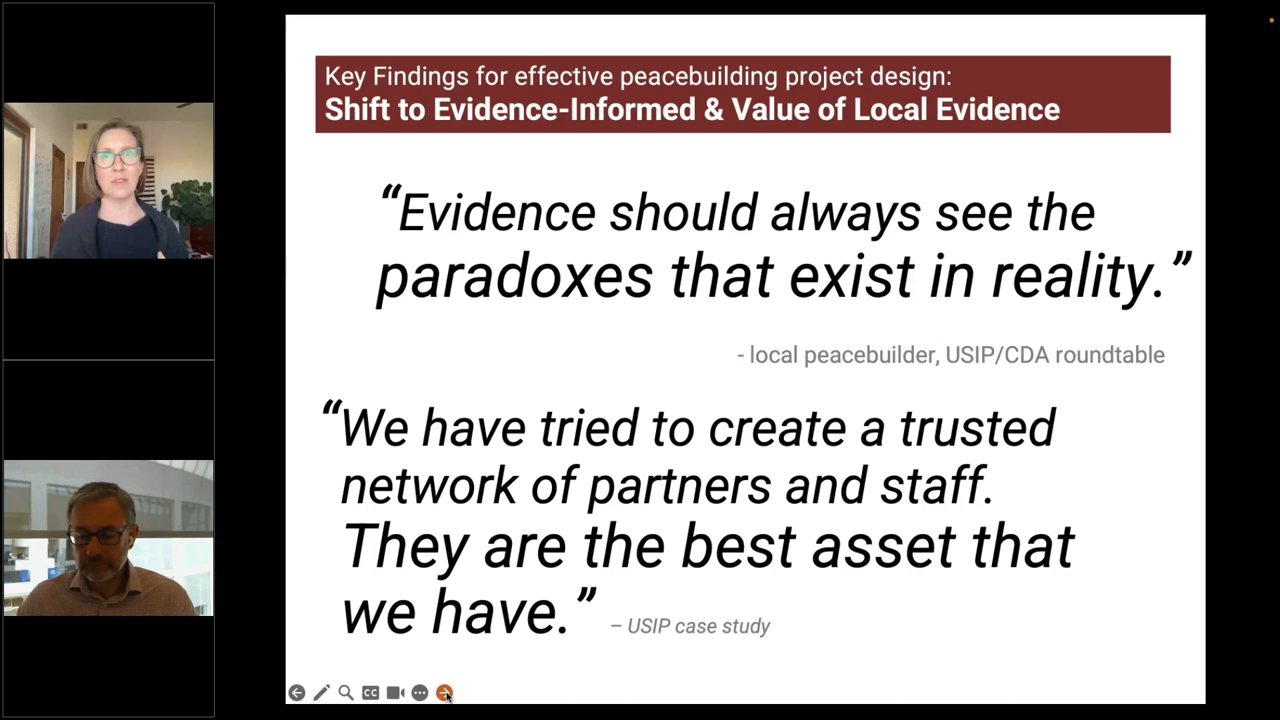 Key Findings for effective peacebuilding project design:
Shift to Evidence-Informed & Value of Local Evidence
“Evidence should always see the
paradoxes that exist in reality.”
- local peacebuilder, USIP/CDA roundtable
“We have tried to create a trusted
network of partners and staff.
They are the best asset that
we have.” – USIP case study
CC